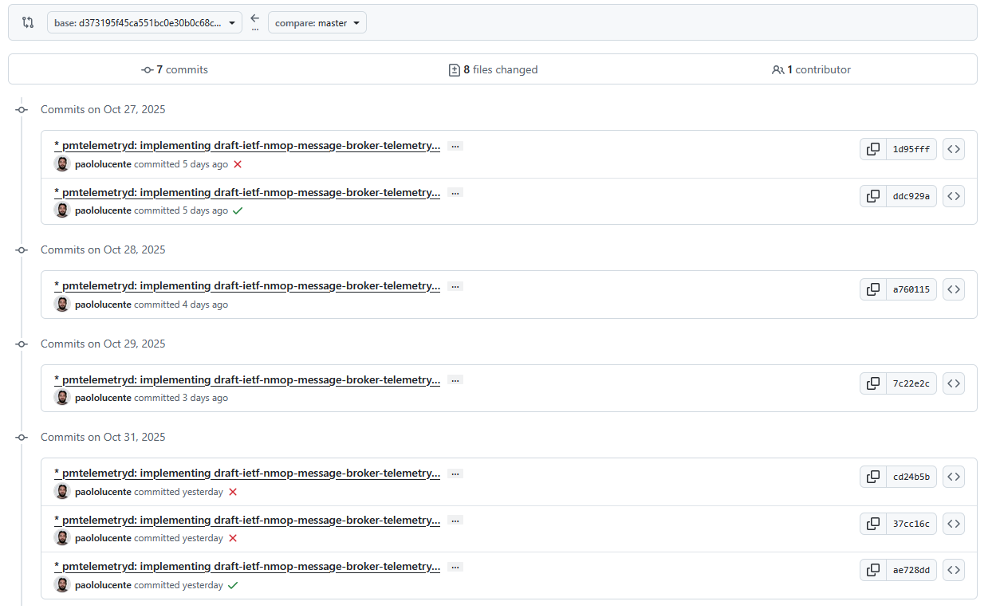 base: d373195f45ca551bc0e30b0c68c... ... compare: master
7 commits 8 files changed 1 contributor
Commits on Oct 27, 2025
* pmtelemetryd: implementing draft-ietf-nmop-message-broker-telemetry... ... 1d95fff
paololucente committed 5 days ago
* pmtelemetryd: implementing draft-ietf-nmop-message-broker-telemetry... ... ddc929a
paololucente committed 5 days ago
Commits on Oct 28, 2025
* pmtelemetryd: implementing draft-ietf-nmop-message-broker-telemetry... ... a760115
paololucente committed 4 days ago
Commits on Oct 29, 2025
* pmtelemetryd: implementing draft-ietf-nmop-message-broker-telemetry... ... 7c22e2c
paololucente committed 3 days ago
Commits on Oct 31, 2025
* pmtelemetryd: implementing draft-ietf-nmop-message-broker-telemetry... ... cd24b5b
paololucente committed yesterday
* pmtelemetryd: implementing draft-ietf-nmop-message-broker-telemetry... ... 37cc16c
paololucente committed yesterday
* pmtelemetryd: implementing draft-ietf-nmop-message-broker-telemetry... ... ae728dd
paololucente committed yesterday